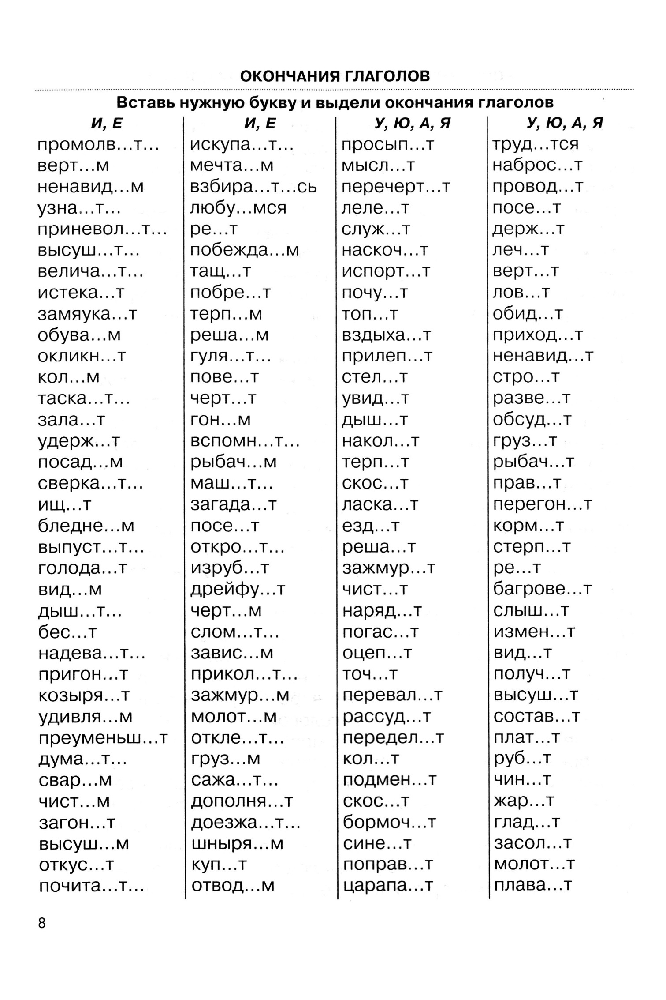 ОКОНЧАНИЯ ГЛАГОЛОВ
Вставь нужную букву и выдели окончания глаголов
И, Е
промолв...т...
верт...м
ненавид...м
узна...т...
приневол...т...
высуш...т...
велича...т...
истека...т
замяука...т
обува...м
окликн...т
кол...м
таска...т...
зала...т
удерж...т
посад...м
сверка...т...
ищ...т
бледне...м
выпуст...т...
голода...т
вид...м
дыш...т...
бес...т
надева...т...
пригон...т
козыря...т
удивля...м
преуменьш...т
дума...т...
свар...м
чист...м
загон...т
высуш...м
откус...т
почита...т...
И, Е
искупа...т...
мечта...м
взбира...т...сь
любу...мся
ре...т
побежда...м
тащ...т
побре...т
терп...м
реша...м
гуля...т...
пове...т
черт...т
гон...м
вспомн...т...
рыбач...м
маш...т...
загада...т
посе...т
откро...т...
изруб...т
дрейфу...т
черт...м
слом...т...
завис...м
прикол...т...
зажмур...м
молот...м
откле...т...
груз...м
сажа...т...
дополня...т
доезжа...т...
шныря...м
куп...т
отвод...м
У, Ю, А, Я
просып...т
мысл...т
перечерт...т
леле...т
служ...т
наскоч...т
испорт...т
почу...т
топ...т
вздыха...т
прилеп...т
стел...т
увид...т
дыш...т
накол...т
терп...т
скос...т
ласка...т
езд...т
реша...т
зажмур...т
чист...т
наряд...т
погас...т
оцеп...т
точ...т
перевал...т
рассуд...т
передел...т
кол...т
подмен...т
скос...т
бормоч...т
сине...т
поправ...т
царапа...т
У, Ю, А, Я
труд...тся
наброс...т
провод...т
посе...т
держ...т
леч...т
верт...т
лов...т
обид...т
приход...т
ненавид...т
стро...т
разве...т
обсуд...т
груз...т
рыбач...т
прав...т
перегон...т
корм...т
стерп...т
ре...т
багрове...т
слыш...т
измен...т
вид...т
получ...т
высуш...т
состав...т
плат...т
руб...т
чин...т
жар...т
глад...т
засол...т
молот...т
плава...т
8